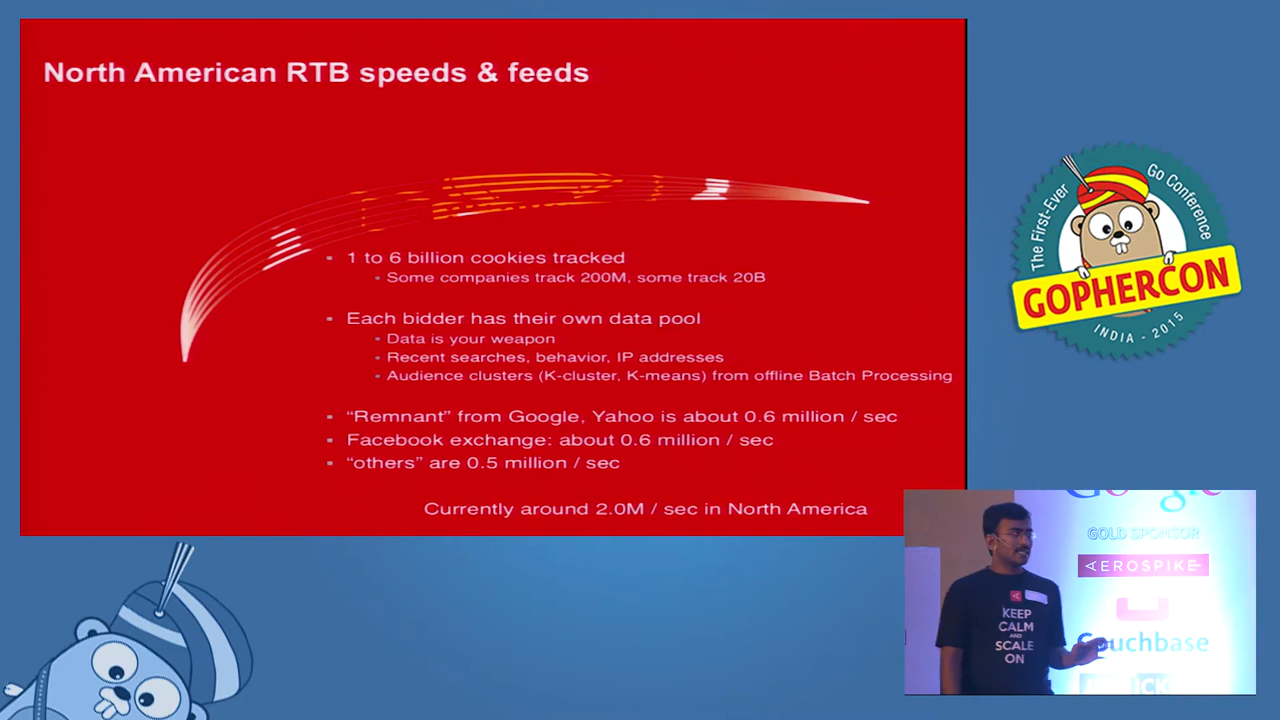 North American RTB speeds & feeds
1 to 6 billion cookies tracked
Some companies track 200M, some track 20B
Each bidder has their own data pool
Data is your weapon
Recent searches, behavior, IP addresses
Audience clusters (K-cluster, K-means) from offline Batch Processing
“Remnant” from Google, Yahoo is about 0.6 million / sec
Facebook exchange: about 0.6 million / sec
“others” are 0.5 million / sec
Currently around 2.0M / sec in North America
The First-Ever
Go Conference
GOPHERCON
INDIA - 2015
Google
GOLD SPONSOR
AEROSPIKE
Couchbase
KEEP
CALM
AND
SCALE
ON